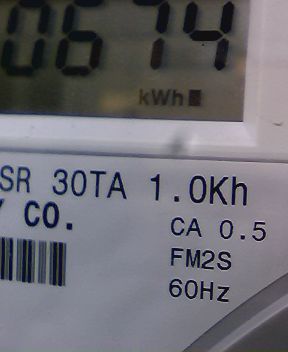 0674
kWh
SR 30TA 1.0Kh
Y CO.
CA 0.5
FM2S
60Hz